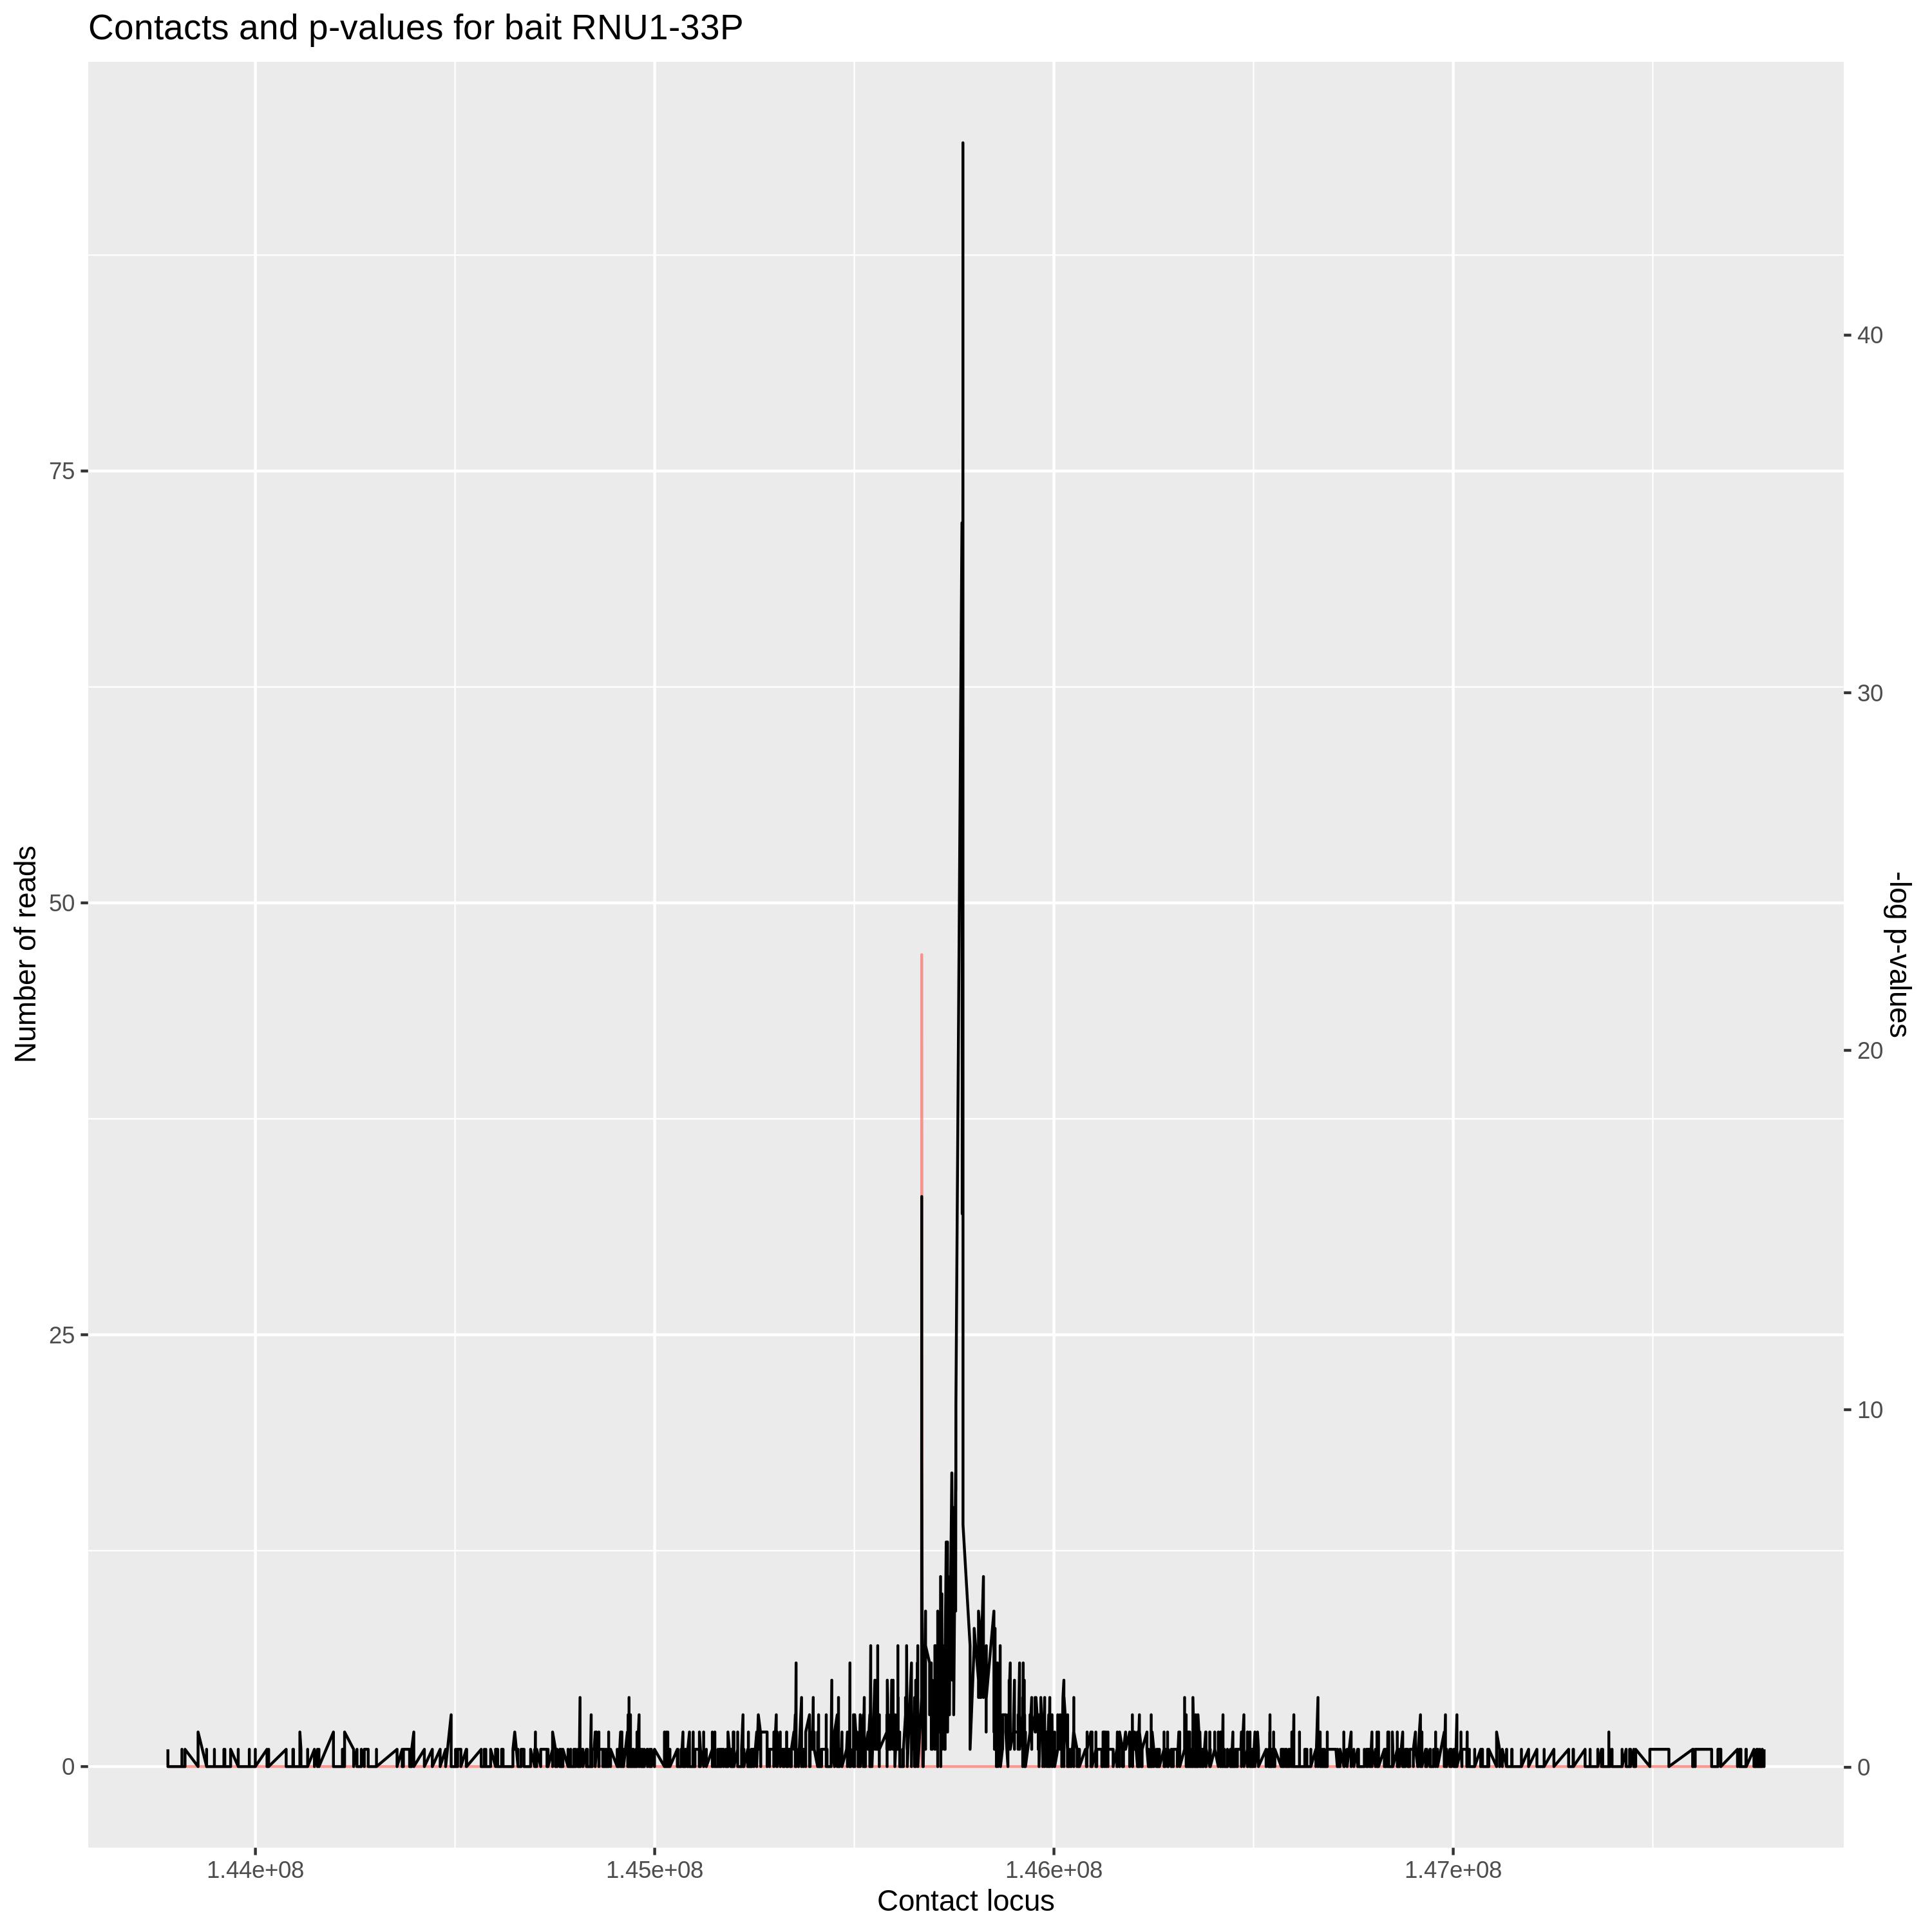 Contacts and p-values for bait RNU1-33P
Number of reads
75
50
25
0
40
30
20
10
0
-log p-values
1.44e+08 1.45e+08 1.46e+08 1.47e+08
Contact locus